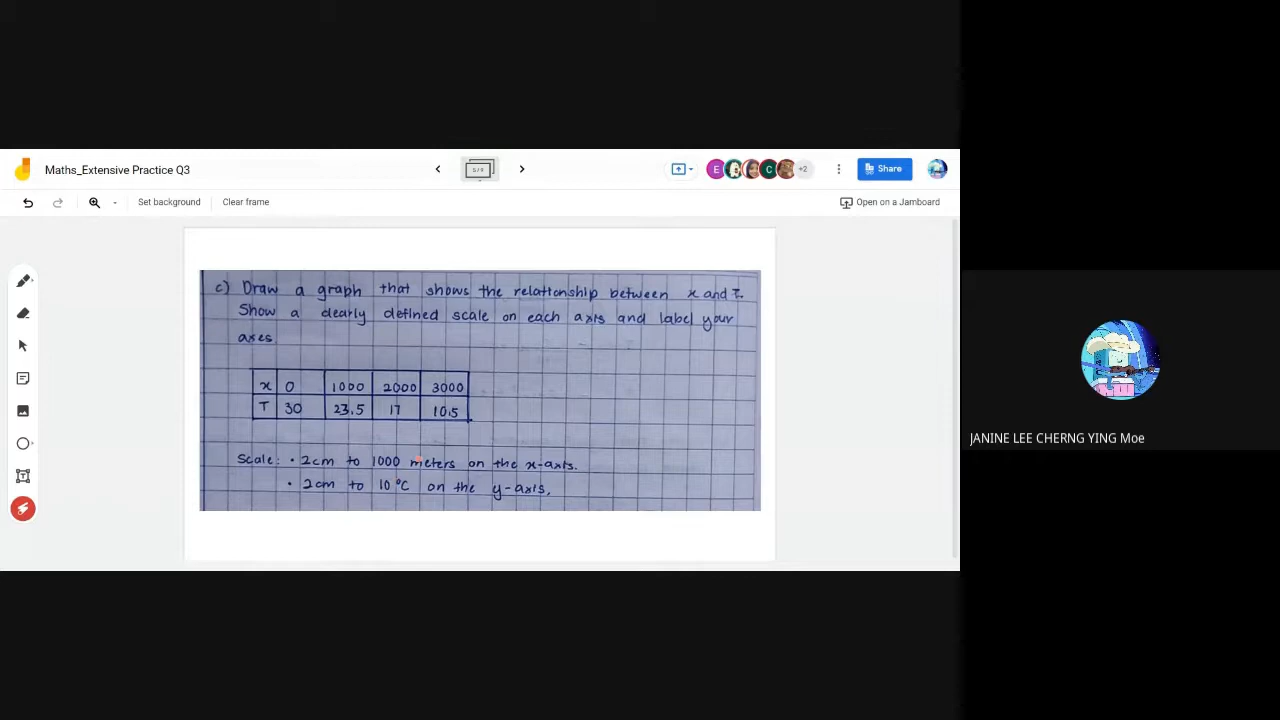 Maths_Extensive Practice Q3
5 / 9
E
C
+2
Share
Set background
Clear frame
Open on a Jamboard
c) Draw a graph that shows the relationship between x and T.
Show a clearly defined scale on each axis and label your
axes.
x 0 1000 2000 3000
T 30 23.5 17 10.5
Scale: • 2cm to 1000 meters on the x-axis.
• 2cm to 10°C on the y-axis.
JANINE LEE CHERNG YING Moe